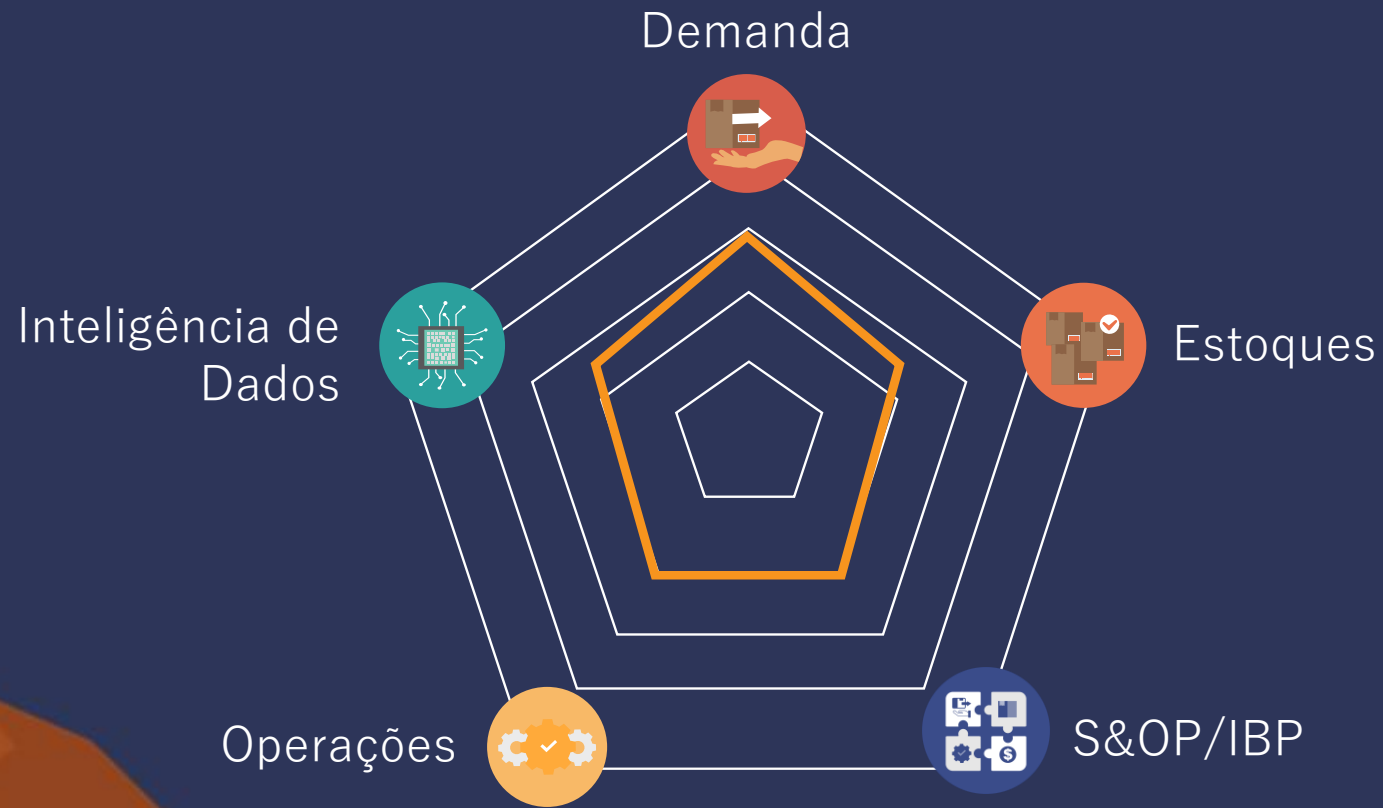 Demanda
Inteligência de
Dados
Estoques
Operações
S&OP/IBP